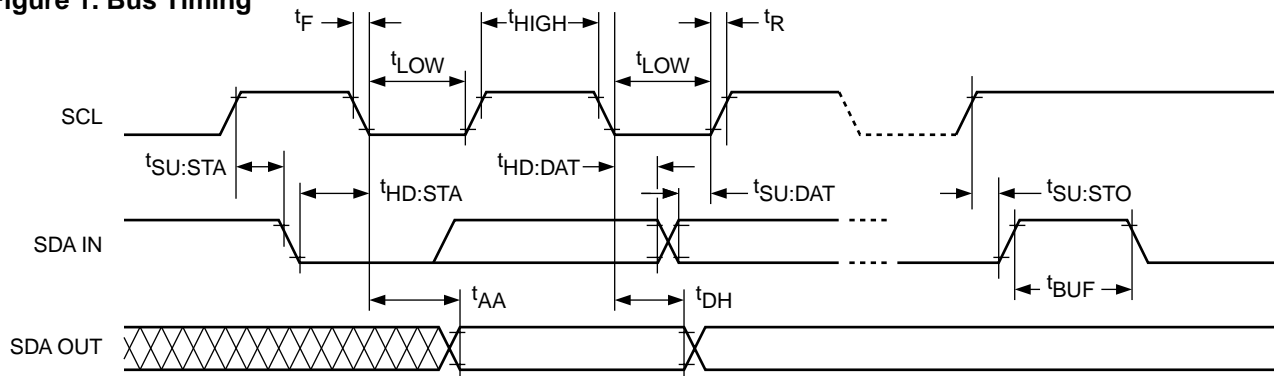 Figure 1. Bus Timing
tF tHIGH tR
tLOW tLOW
SCL
tSU:STA tHD:DAT
tHD:STA tSU:DAT tSU:STO
SDA IN
tBUF
tAA tDH
SDA OUT